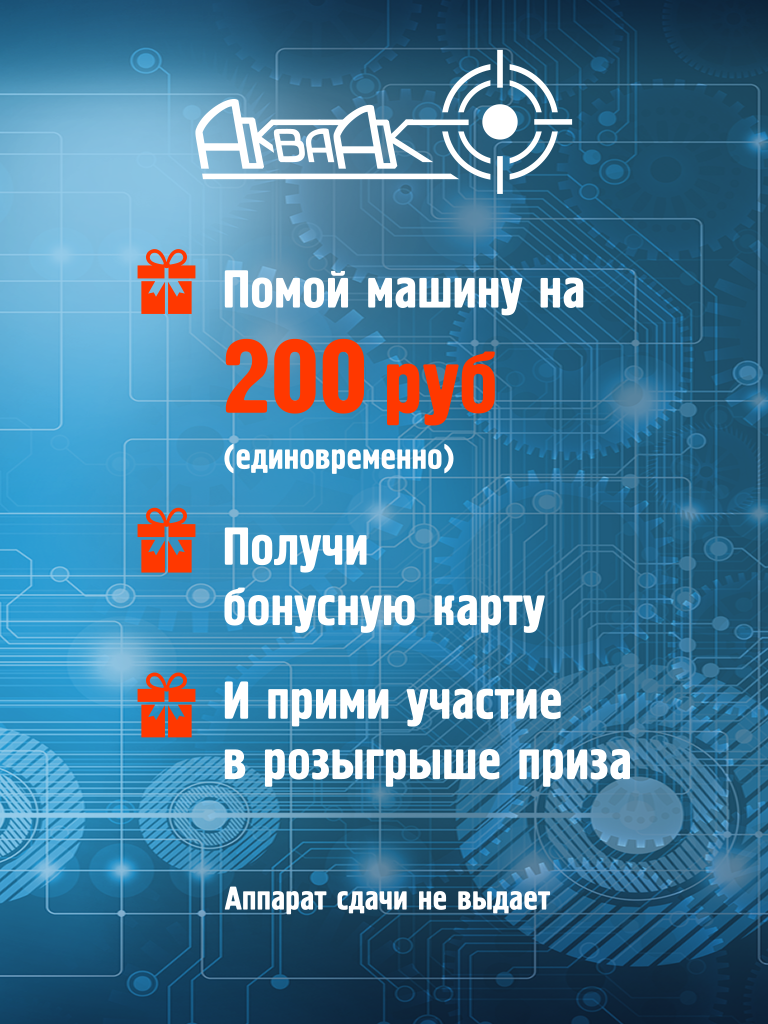 АКВААК
Помой машину на
200 руб
(единовременно)
Получи
бонусную карту
И прими участие
в розыгрыше приза
Аппарат сдачи не выдает